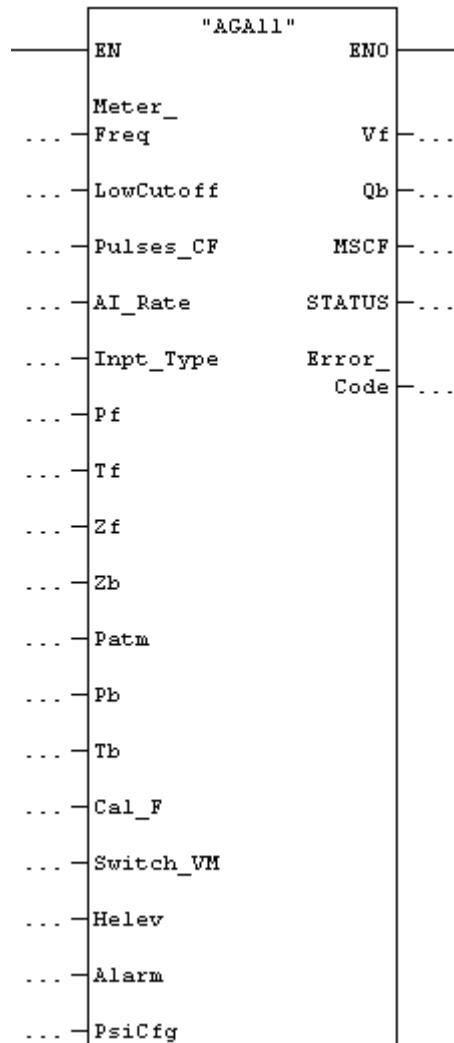 "AGA11"
EN ENO
Meter_
... Freq Vf ...
... LowCutoff Qb ...
... Pulses_CF MSCF ...
... AI_Rate STATUS ...
... Inpt_Type Error_
Code ...
... Pf
... Tf
... Zf
... Zb
... Patm
... Pb
... Tb
... Cal_F
... Switch_VM
... Helev
... Alarm
... PsiCfg